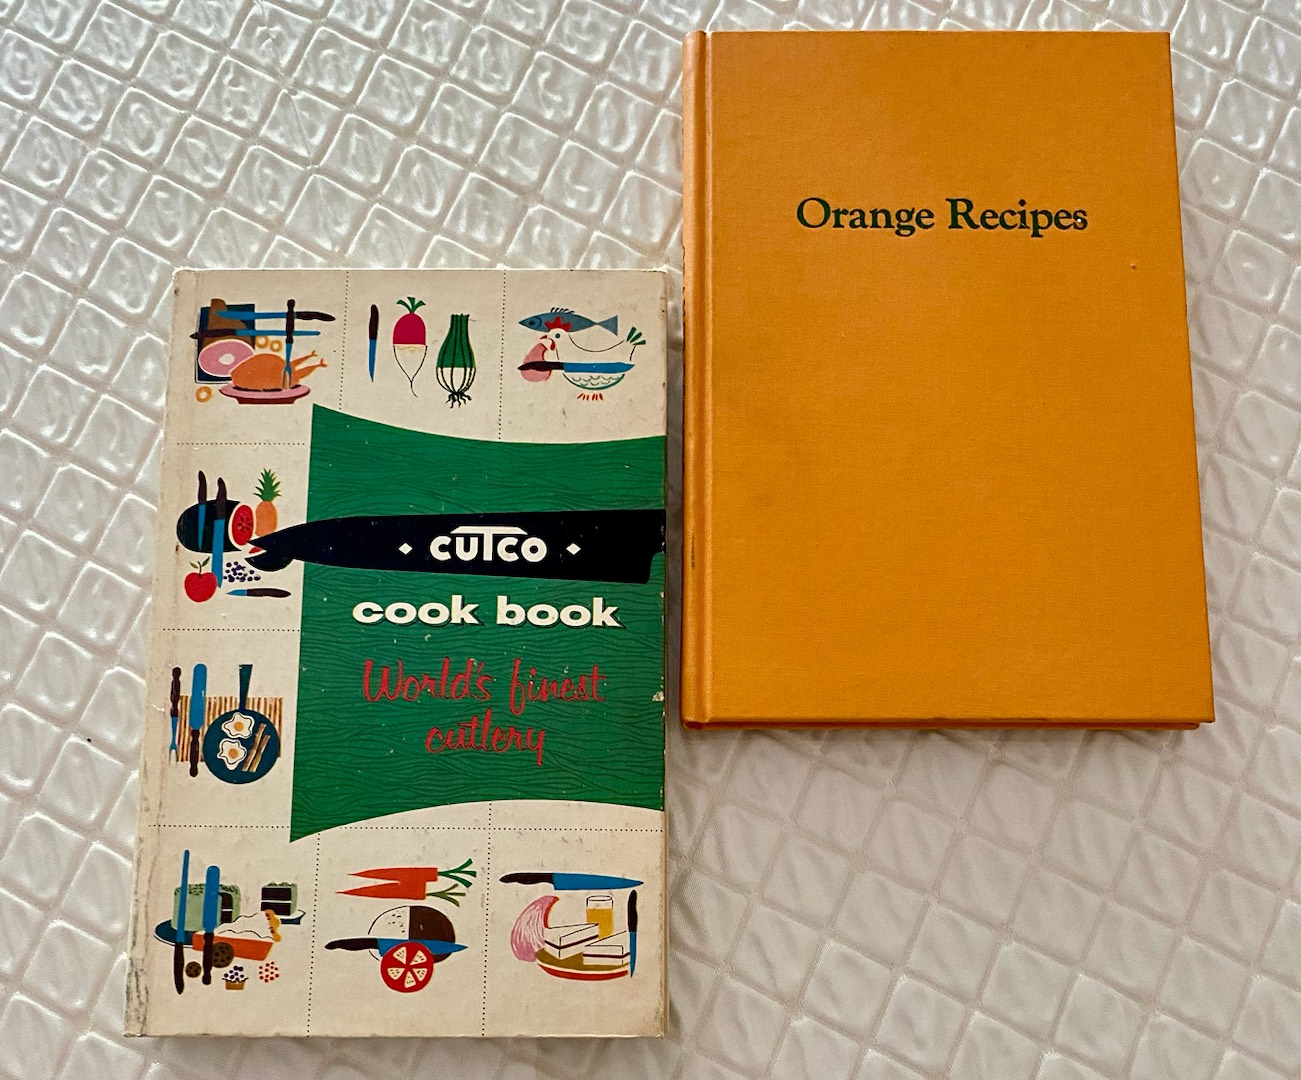 Orange Recipes
CUTCO
cook book
World's finest
cutlery